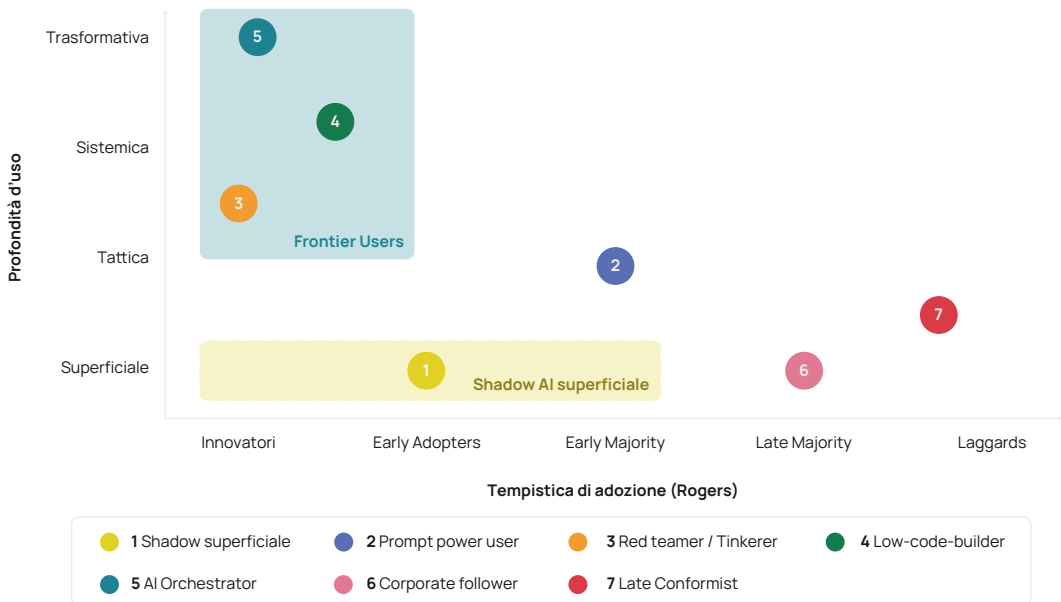 Trasformativa
5
4
Sistemica
3
Frontier Users
Tattica
2
7
Superficiale
1
Shadow AI superficiale
6
Profondità d'uso
Innovatori
Early Adopters
Early Majority
Late Majority
Laggards
Tempistica di adozione (Rogers)
1 Shadow superficiale
2 Prompt power user
3 Red teamer / Tinkerer
4 Low-code-builder
5 AI Orchestrator
6 Corporate follower
7 Late Conformist